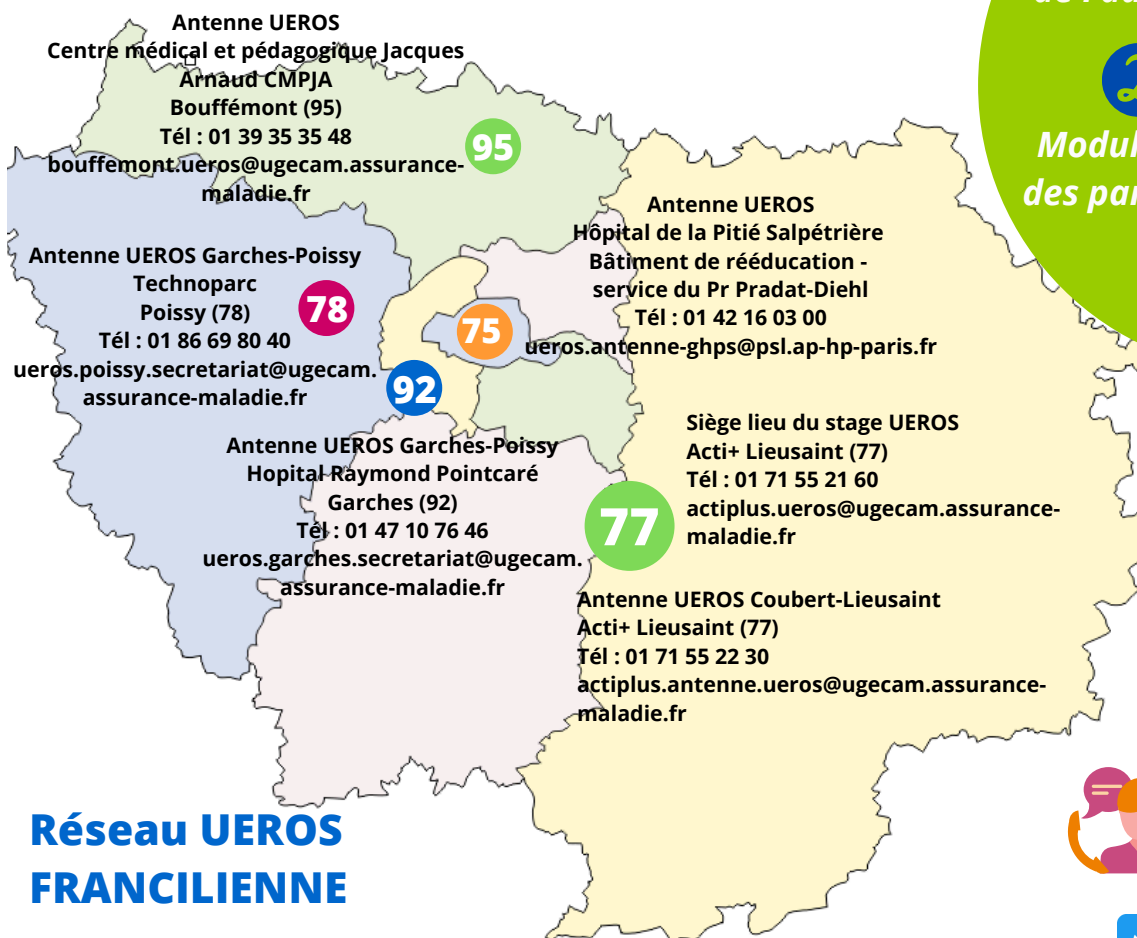 Antenne UEROS
Centre médical et pédagogique Jacques
Arnaud CMPJA
Bouffémont (95)
Tél : 01 39 35 35 48
bouffemont.ueros@ugecam.assurance-
maladie.fr
95
Antenne UEROS Garches-Poissy
Technoparc
Poissy (78)
Tél : 01 86 69 80 40
ueros.poissy.secretariat@ugecam.
assurance-maladie.fr
78
Antenne UEROS
Hôpital de la Pitié Salpétrière
Bâtiment de rééducation -
service du Pr Pradat-Diehl
Tél : 01 42 16 03 00
ueros.antenne-ghps@psl.ap-hp-paris.fr
75
92
Antenne UEROS Garches-Poissy
Hopital Raymond Pointcaré
Garches (92)
Tél : 01 47 10 76 46
ueros.garches.secretariat@ugecam.
assurance-maladie.fr
Siège lieu du stage UEROS
Acti+ Lieusaint (77)
Tél : 01 71 55 21 60
actiplus.ueros@ugecam.assurance-
maladie.fr
77
Antenne UEROS Coubert-Lieusaint
Acti+ Lieusaint (77)
Tél : 01 71 55 22 30
actiplus.antenne.ueros@ugecam.assurance-
maladie.fr
Réseau UEROS
FRANCILIENNE
des